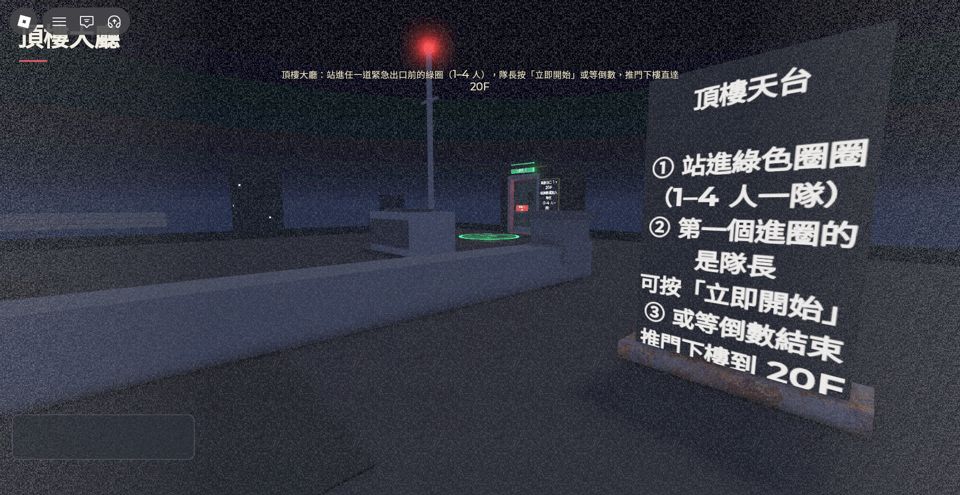 頂樓大廳
頂樓大廳：站進任一道緊急出口前的綠圈（1–4 人），隊長按「立即開始」或等倒數，推門下樓直達
20F
頂樓天台
① 站進綠色圈圈
（1–4 人一隊）
② 第一個進圈的
是隊長
可按「立即開始」
③ 或等倒數結束
推門下樓到 20F